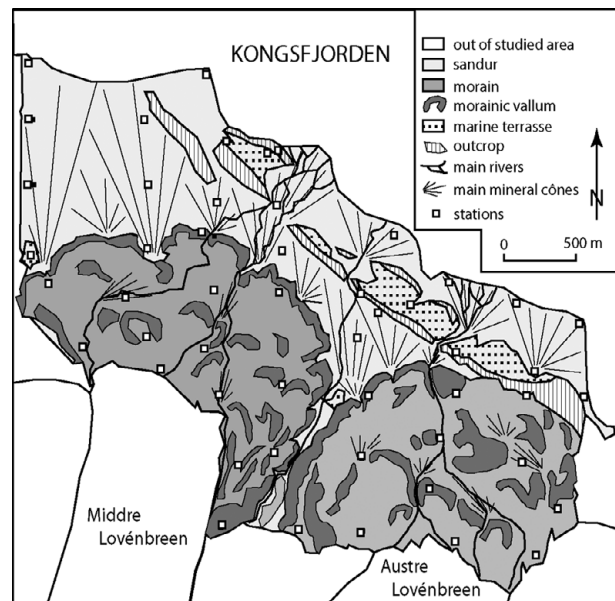 KONGSFJORDEN
out of studied area
sandur
morain
morainic vallum
marine terrasse
outcrop
main rivers
main mineral cônes
stations
N
0 500 m
Middre
Lovénbreen
Austre
Lovénbreen